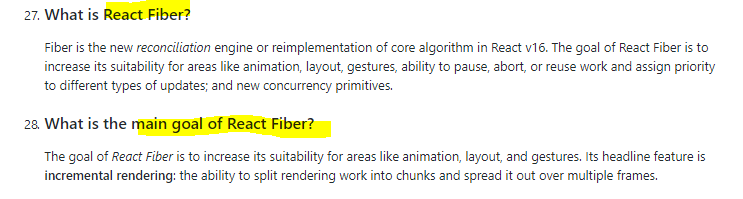 27. What is React Fiber?
Fiber is the new reconciliation engine or reimplementation of core algorithm in React v16. The goal of React Fiber is to
increase its suitability for areas like animation, layout, gestures, ability to pause, abort, or reuse work and assign priority
to different types of updates; and new concurrency primitives.
28. What is the main goal of React Fiber?
The goal of React Fiber is to increase its suitability for areas like animation, layout, and gestures. Its headline feature is
incremental rendering: the ability to split rendering work into chunks and spread it out over multiple frames.